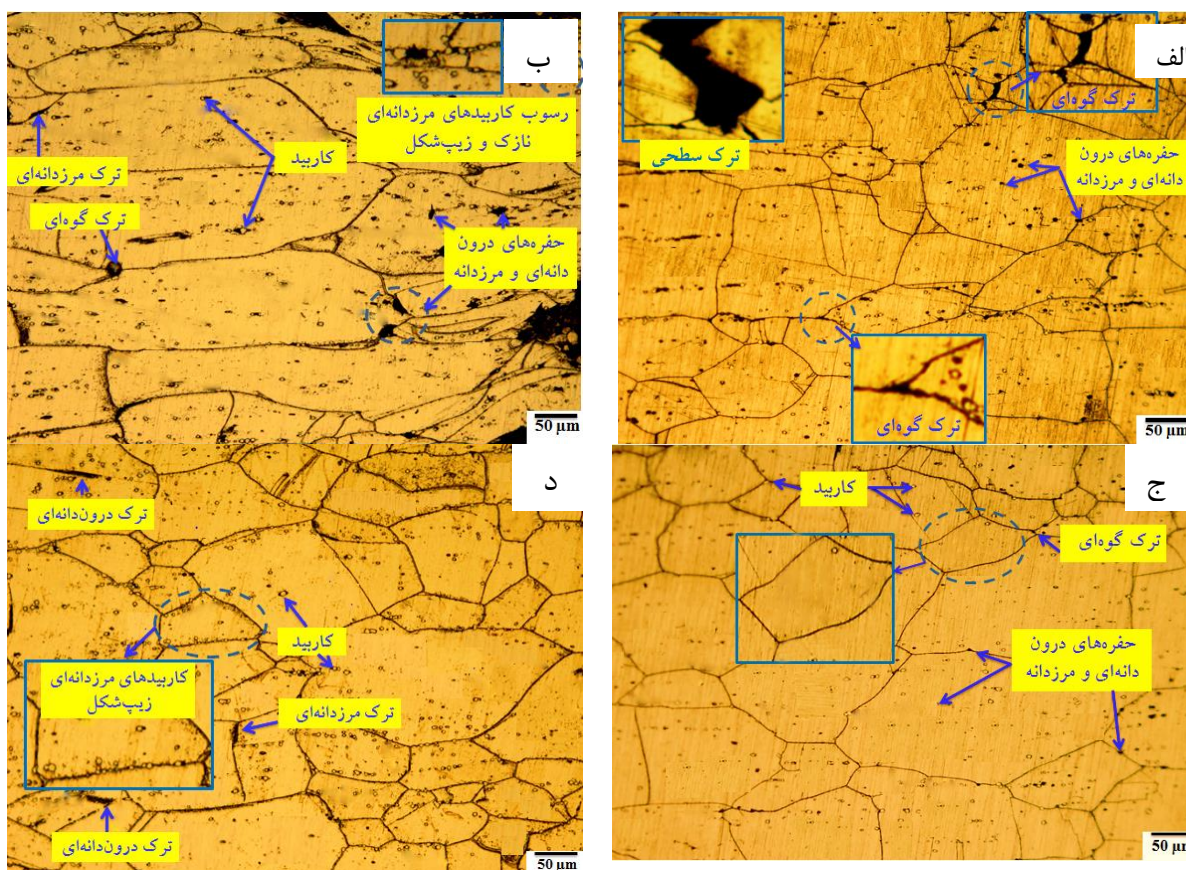 الف
ترک گوه‌ای
ترک سطحی
حفره‌های درون
دانه‌ای و مرزدانه
ترک گوه‌ای
50 µm
ب
رسوب کاربیدهای مرزدانه‌ای
نازک و زیپ‌شکل
کاربید
ترک مرزدانه‌ای
ترک گوه‌ای
حفره‌های درون
دانه‌ای و مرزدانه
50 µm
ج
کاربید
ترک گوه‌ای
حفره‌های درون
دانه‌ای و مرزدانه
50 µm
د
ترک درون‌دانه‌ای
کاربید
کاربیدهای مرزدانه‌ای
زیپ‌شکل
ترک مرزدانه‌ای
ترک درون‌دانه‌ای
50 µm